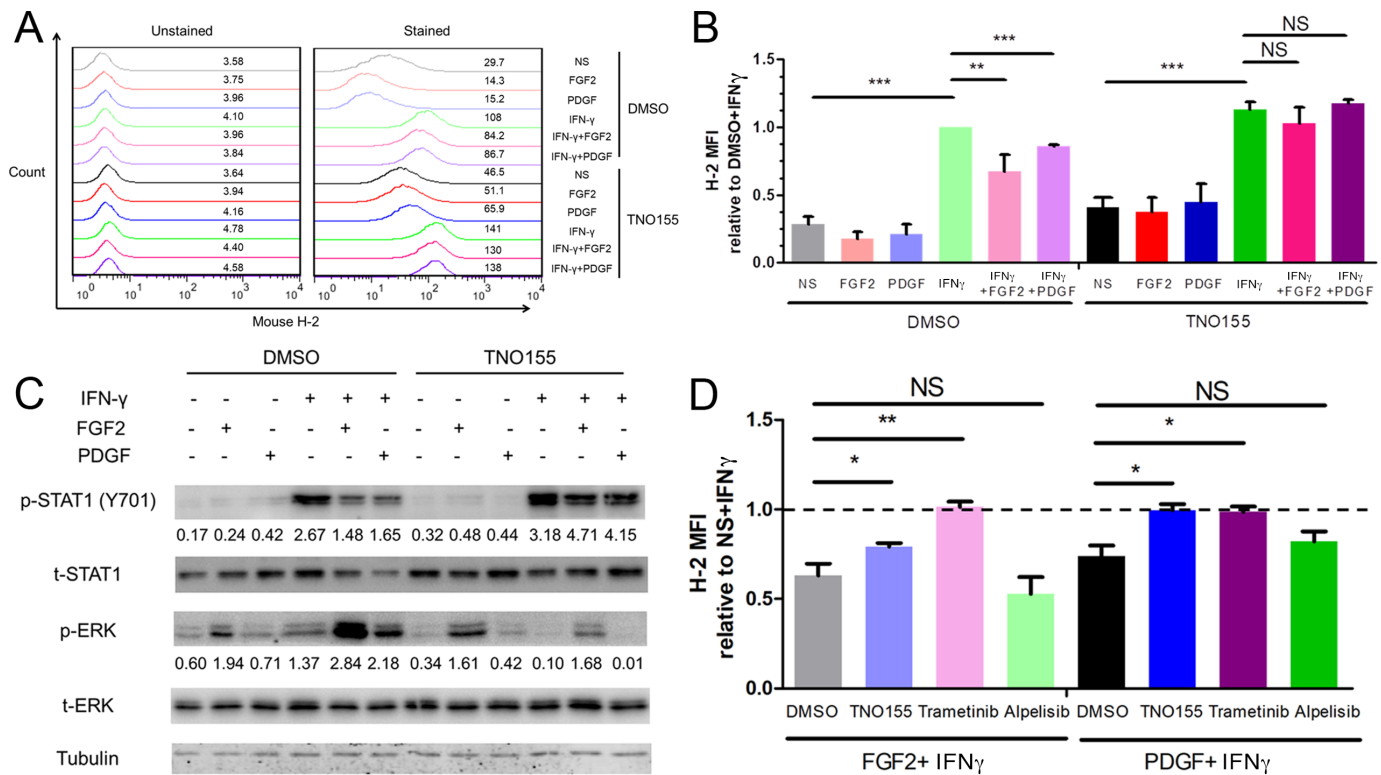 A
Unstained
Stained
3.58
29.7
NS
3.75
14.3
FGF2
3.96
15.2
PDGF
DMSO
4.10
108
IFN-γ
3.96
84.2
IFN-γ+FGF2
3.84
86.7
IFN-γ+PDGF
Count
3.64
46.5
NS
3.94
51.1
FGF2
4.16
65.9
PDGF
TNO155
4.78
141
IFN-γ
4.40
130
IFN-γ+FGF2
4.58
138
IFN-γ+PDGF
10⁰ 10¹ 10² 10³ 10⁴ 10⁰ 10¹ 10² 10³ 10⁴
Mouse H-2
B
H-2 MFI
relative to DMSO+IFNγ
1.5
1.0
0.5
0.0
***
**
***
***
NS
NS
NS FGF2 PDGF IFNγ IFNγ +FGF2 IFNγ +PDGF NS FGF2 PDGF IFNγ IFNγ +FGF2 IFNγ +PDGF
DMSO TNO155
C
DMSO TNO155
IFN-γ - - - + + + - - - + + +
FGF2 - + - - + - - + - - + -
PDGF - - + - - + - - + - - +
p-STAT1 (Y701)
0.17 0.24 0.42 2.67 1.48 1.65 0.32 0.48 0.44 3.18 4.71 4.15
t-STAT1
p-ERK
0.60 1.94 0.71 1.37 2.84 2.18 0.34 1.61 0.42 0.10 1.68 0.01
t-ERK
Tubulin
D
H-2 MFI
relative to NS+IFNγ
1.5
1.0
0.5
0.0
NS
**
*
NS
*
*
DMSO TNO155 Trametinib Alpelisib DMSO TNO155 Trametinib Alpelisib
FGF2+ IFNγ PDGF+ IFNγ